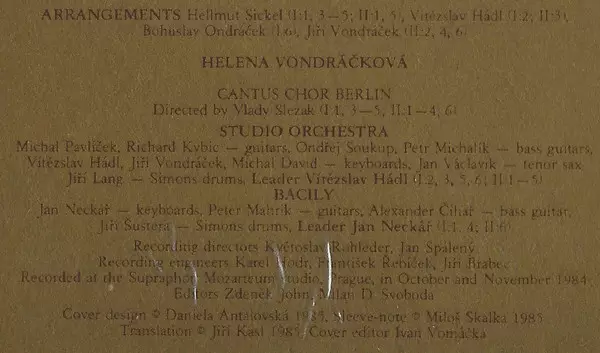 ARRANGEMENTS Hellmut Sickel (I:1, 3—5; II:1, 5), Vítězslav Hádl (I:2; II:3),
Bohuslav Ondráček (I:6), Jiří Vondráček (II:2, 4, 6)
HELENA VONDRÁČKOVÁ
CANTUS CHOR BERLIN
Directed by Vlady Slezák (I:1, 3—5, II:1—4, 6)
STUDIO ORCHESTRA
Michal Pavlíček, Richard Kybic — guitars, Ondřej Soukup, Petr Michalík — bass guitars,
Vítězslav Hádl, Jiří Vondráček, Michal David — keyboards, Jan Václavík — tenor sax
Jiří Lang — Simons drums, Leader Vítězslav Hádl (I:2, 3, 5, 6; II:1—5)
BACILY
Jan Neckář — keyboards, Peter Mahrik — guitars, Alexander Čihař — bass guitar,
Jiří Šustera — Simons drums, Leader Jan Neckář (I:1, 4; II:6)
Recording directors Květoslav Rohleder, Jan Spálený
Recording engineers Karel Hodr, František Řebíček, Jiří Brabec
Recorded at the Supraphon Mozarteum Studio, Prague, in October and November 1984
Editors Zdeněk John, Milan D. Svoboda
Cover design © Daniela Antalovská 1985, Sleeve-note © Miloš Skalka 1985
Translation © Jiří Kasl 1985, Cover editor Ivan Vomáčka